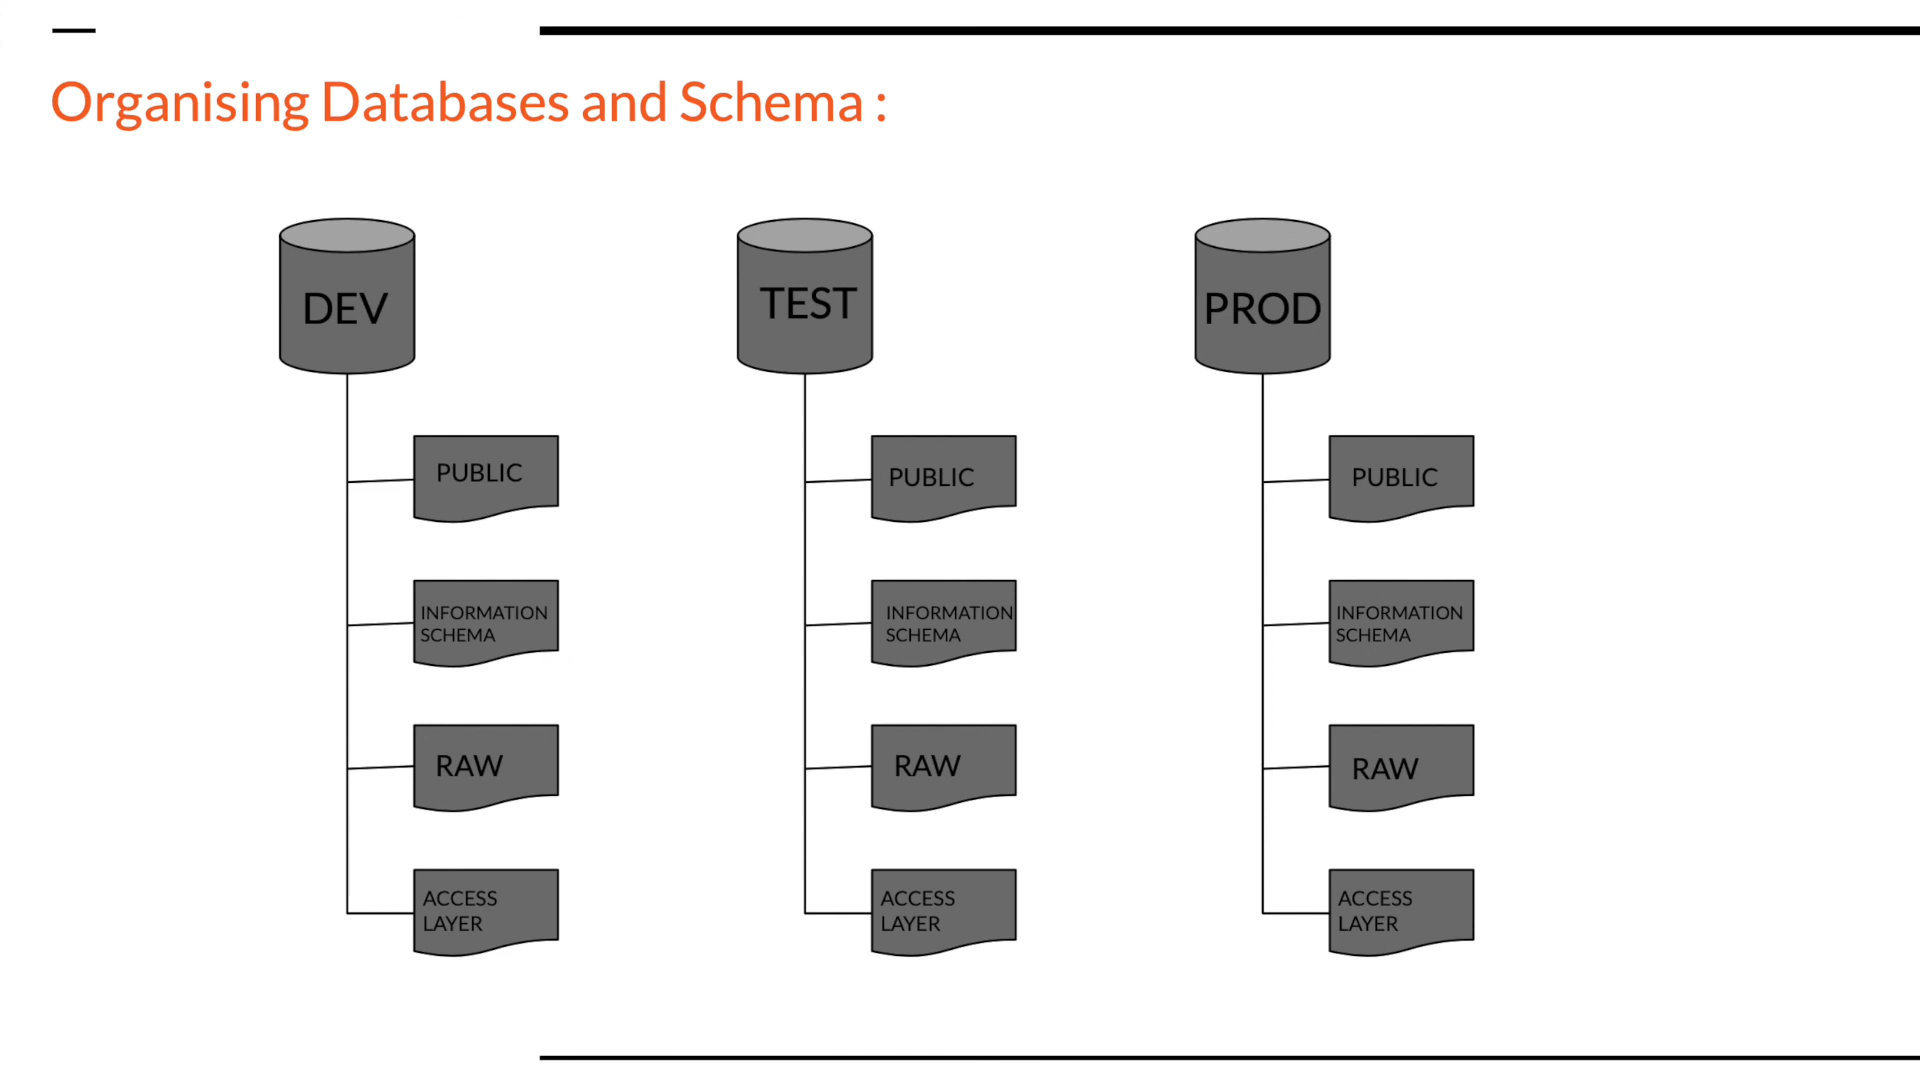 Organising Databases and Schema :
DEV
TEST
PROD
PUBLIC
PUBLIC
PUBLIC
INFORMATION
SCHEMA
INFORMATION
SCHEMA
INFORMATION
SCHEMA
RAW
RAW
RAW
ACCESS
LAYER
ACCESS
LAYER
ACCESS
LAYER